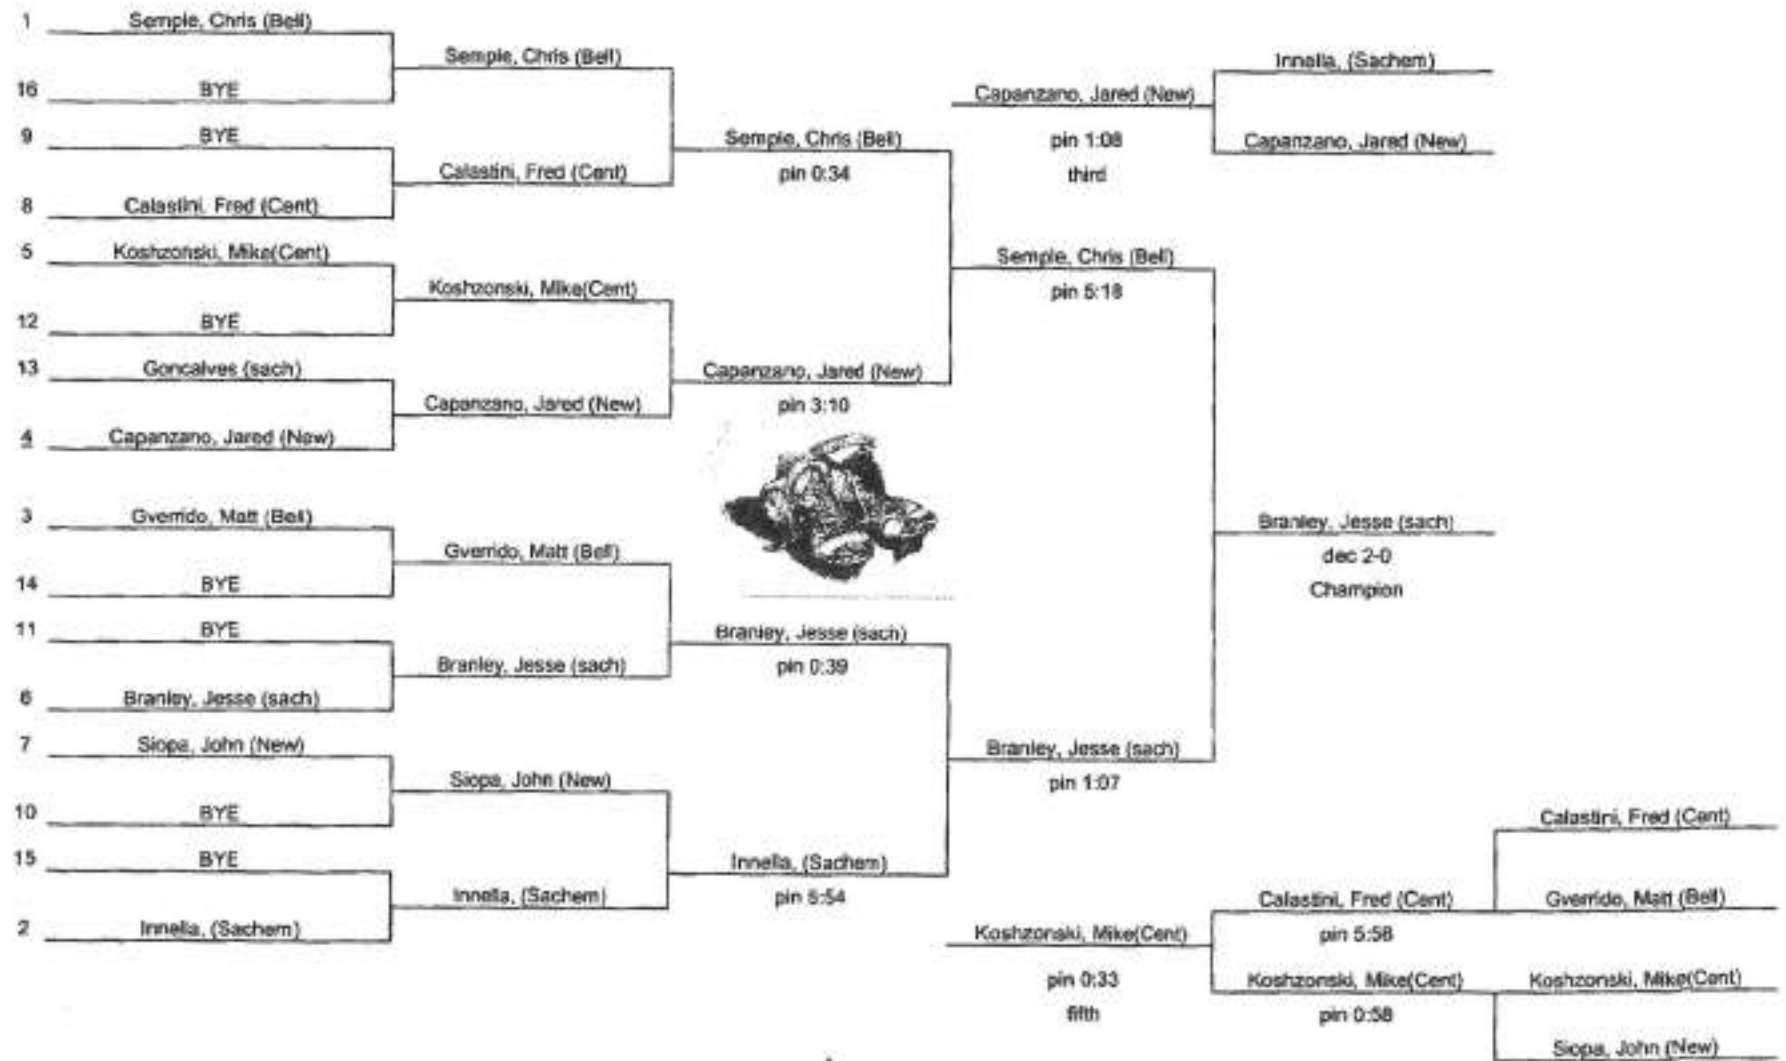 1 Semple, Chris (Bell)
16 BYE
9 BYE
8 Calastini, Fred (Cent)
5 Koshzonski, Mike(Cent)
12 BYE
13 Goncalves (sach)
4 Capanzano, Jared (New)
3 Gverrido, Matt (Bell)
14 BYE
11 BYE
6 Branley, Jesse (sach)
7 Siopa, John (New)
10 BYE
15 BYE
2 Innella, (Sachem)
Semple, Chris (Bell)
Calastini, Fred (Cent)
Koshzonski, Mike(Cent)
Capanzano, Jared (New)
Gverrido, Matt (Bell)
Branley, Jesse (sach)
Siopa, John (New)
Innella, (Sachem)
Semple, Chris (Bell)
pin 0:34
Capanzano, Jared (New)
pin 3:10
Branley, Jesse (sach)
pin 0:39
Innella, (Sachem)
pin 5:54
Semple, Chris (Bell)
pin 5:18
Branley, Jesse (sach)
pin 1:07
Branley, Jesse (sach)
dec 2-0
Champion
Innella, (Sachem)
Capanzano, Jared (New)
Capanzano, Jared (New)
pin 1:08
third
Calastini, Fred (Cent)
Gverrido, Matt (Bell)
Koshzonski, Mike(Cent)
Siopa, John (New)
Calastini, Fred (Cent)
pin 5:58
Koshzonski, Mike(Cent)
pin 0:58
Koshzonski, Mike(Cent)
pin 0:33
fifth